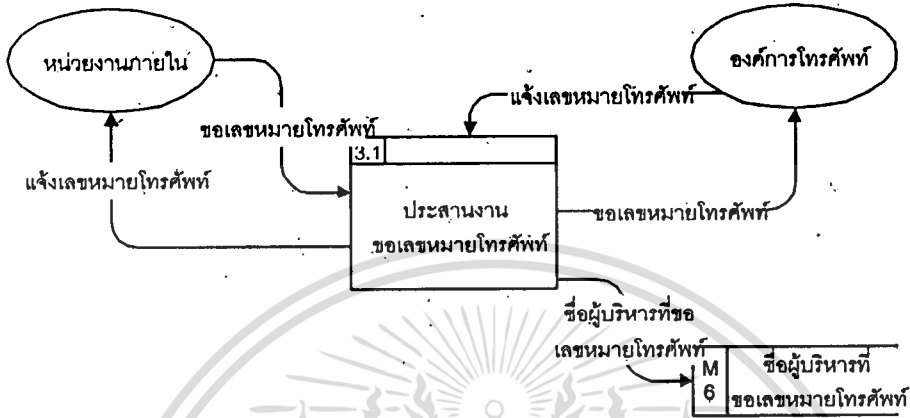 หน่วยงานภายใน
องค์การโทรศัพท์
แจ้งเลขหมายโทรศัพท์
ขอเลขหมายโทรศัพท์
3.1
แจ้งเลขหมายโทรศัพท์
ประสานงาน
ขอเลขหมายโทรศัพท์
ขอเลขหมายโทรศัพท์
ชื่อผู้บริหารที่ขอ
เลขหมายโทรศัพท์
M
6
ชื่อผู้บริหารที่
ขอเลขหมายโทรศัพท์